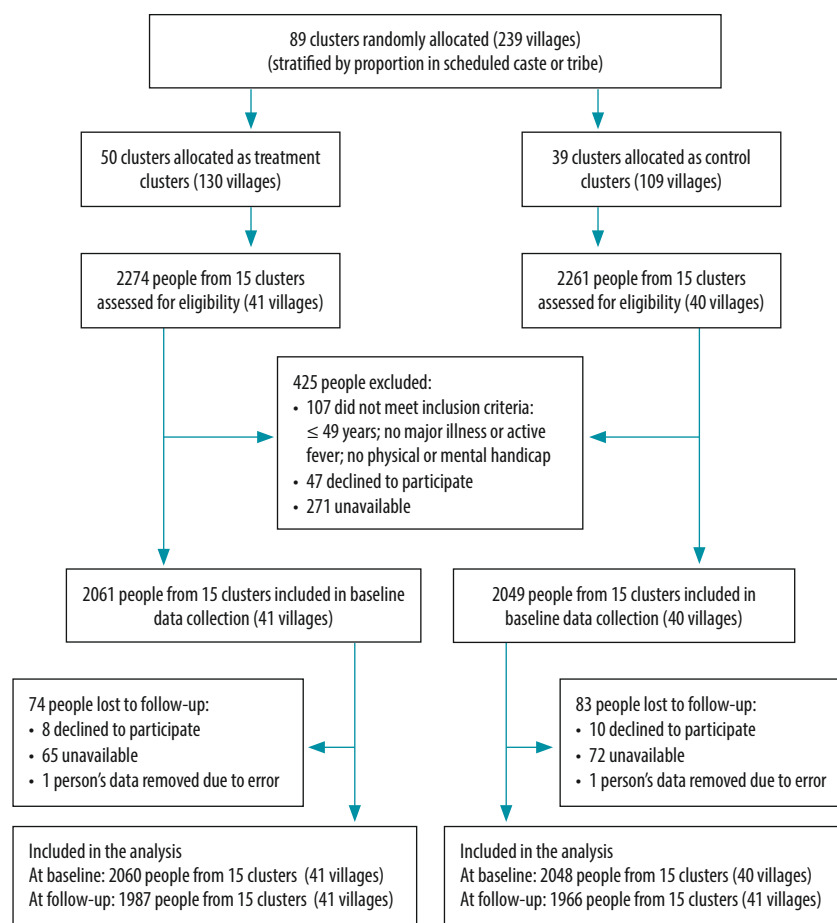 89 clusters randomly allocated (239 villages)
(stratified by proportion in scheduled caste or tribe)
50 clusters allocated as treatment
clusters (130 villages)
39 clusters allocated as control
clusters (109 villages)
2274 people from 15 clusters
assessed for eligibility (41 villages)
2261 people from 15 clusters
assessed for eligibility (40 villages)
425 people excluded:
• 107 did not meet inclusion criteria:
≤ 49 years; no major illness or active
fever; no physical or mental handicap
• 47 declined to participate
• 271 unavailable
2061 people from 15 clusters included in baseline
data collection (41 villages)
2049 people from 15 clusters included in
baseline data collection (40 villages)
74 people lost to follow-up:
• 8 declined to participate
• 65 unavailable
• 1 person's data removed due to error
83 people lost to follow-up:
• 10 declined to participate
• 72 unavailable
• 1 person's data removed due to error
Included in the analysis
At baseline: 2060 people from 15 clusters (41 villages)
At follow-up: 1987 people from 15 clusters (41 villages)
Included in the analysis
At baseline: 2048 people from 15 clusters (40 villages)
At follow-up: 1966 people from 15 clusters (41 villages)